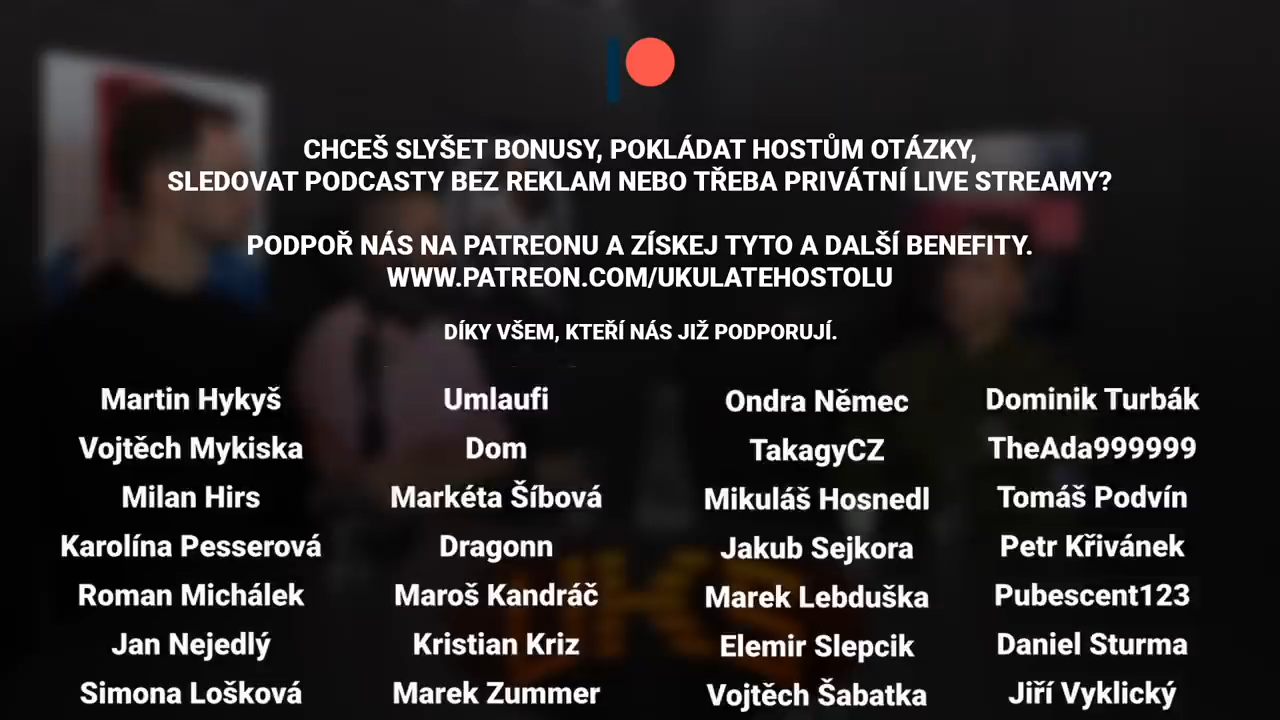 CHCEŠ SLYŠET BONUSY, POKLÁDAT HOSTŮM OTÁZKY,
SLEDOVAT PODCASTY BEZ REKLAM NEBO TŘEBA PRIVÁTNÍ LIVE STREAMY?
PODPOŘ NÁS NA PATREONU A ZÍSKEJ TYTO A DALŠÍ BENEFITY.
WWW.PATREON.COM/UKULATEHOSTOLU
DÍKY VŠEM, KTEŘÍ NÁS JIŽ PODPORUJÍ.
Martin Hykyš
Vojtěch Mykiska
Milan Hirs
Karolína Pesserová
Roman Michálek
Jan Nejedlý
Simona Lošková
Umlaufi
Dom
Markéta Šíbová
Dragonn
Maroš Kandráč
Kristian Kriz
Marek Zummer
Ondra Němec
TakagyCZ
Mikuláš Hosnedl
Jakub Sejkora
Marek Lebduška
Elemir Slepcik
Vojtěch Šabatka
Dominik Turbák
TheAda999999
Tomáš Podvín
Petr Křivánek
Pubescent123
Daniel Sturma
Jiří Vyklický
UKS